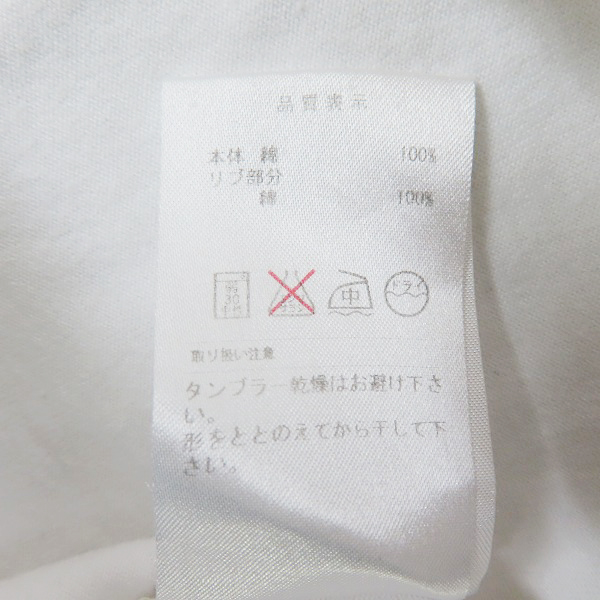 品質表示
本体 綿 100%
リブ部分
綿 100%
中 ドライ
取り扱い注意
タンブラー乾燥はお避け下さ
い。
形をととのえてから干して下
さい。